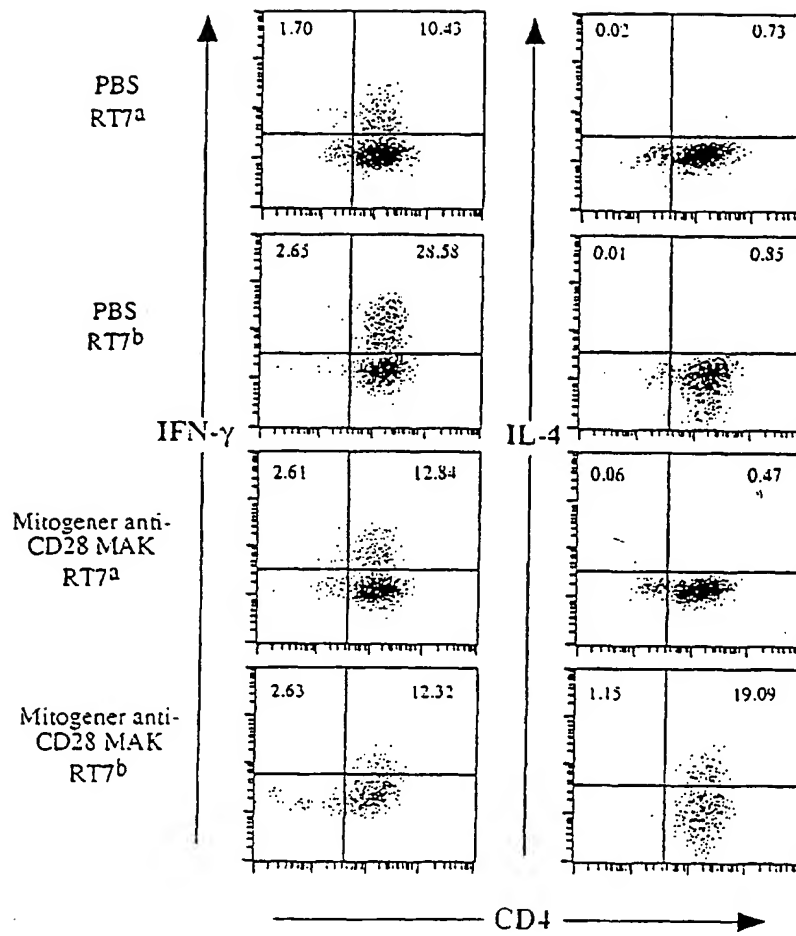 PBS
RT7a
1.70 10.43
0.02 0.73
PBS
RT7b
2.65 28.58
0.01 0.85
IFN-γ
IL-4
Mitogener anti-
CD28 MAK
RT7a
2.61 12.84
0.06 0.47
Mitogener anti-
CD28 MAK
RT7b
2.63 12.32
1.15 19.09
CD4